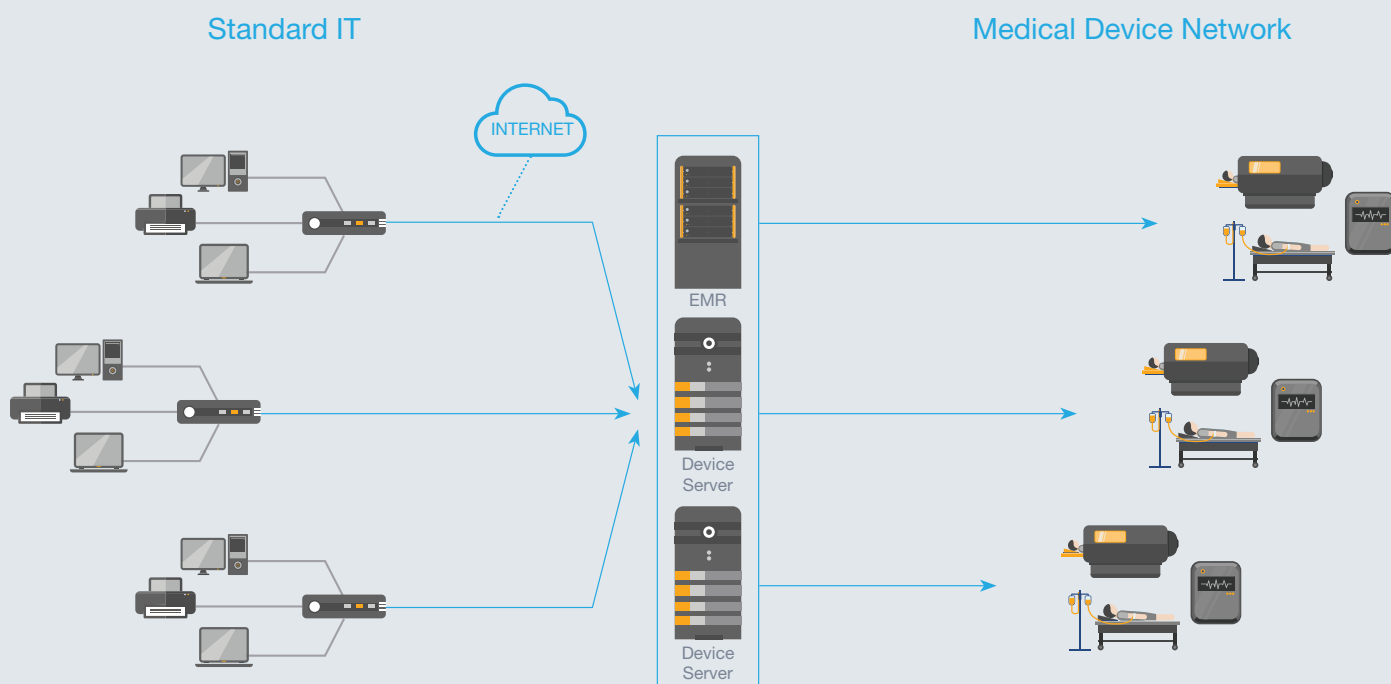 Standard IT
Medical Device Network
INTERNET
EMR
Device
Server
Device
Server